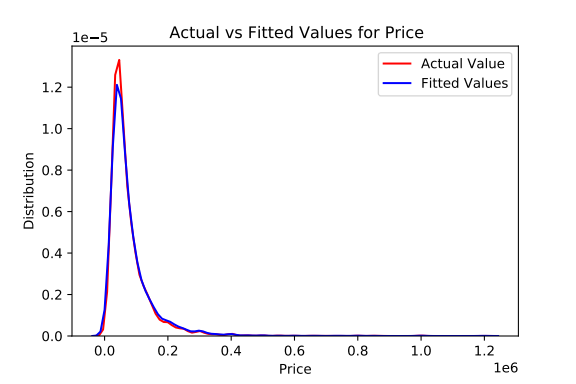 Actual vs Fitted Values for Price
1e−5
Actual Value
Fitted Values
1.2
1.0
0.8
0.6
0.4
0.2
0.0
Distribution
0.0 0.2 0.4 0.6 0.8 1.0 1.2
1e6
Price